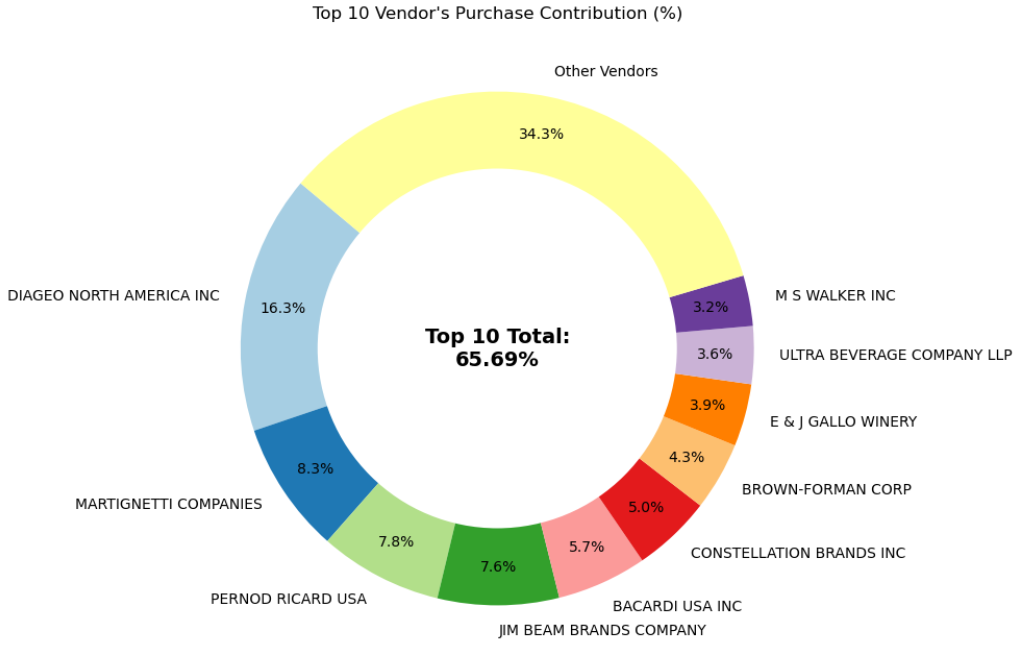 Top 10 Vendor's Purchase Contribution (%)
Other Vendors
34.3%
DIAGEO NORTH AMERICA INC
16.3%
MARTIGNETTI COMPANIES
8.3%
PERNOD RICARD USA
7.8%
JIM BEAM BRANDS COMPANY
7.6%
BACARDI USA INC
5.7%
CONSTELLATION BRANDS INC
5.0%
BROWN-FORMAN CORP
4.3%
E & J GALLO WINERY
3.9%
ULTRA BEVERAGE COMPANY LLP
3.6%
M S WALKER INC
3.2%
Top 10 Total:
65.69%